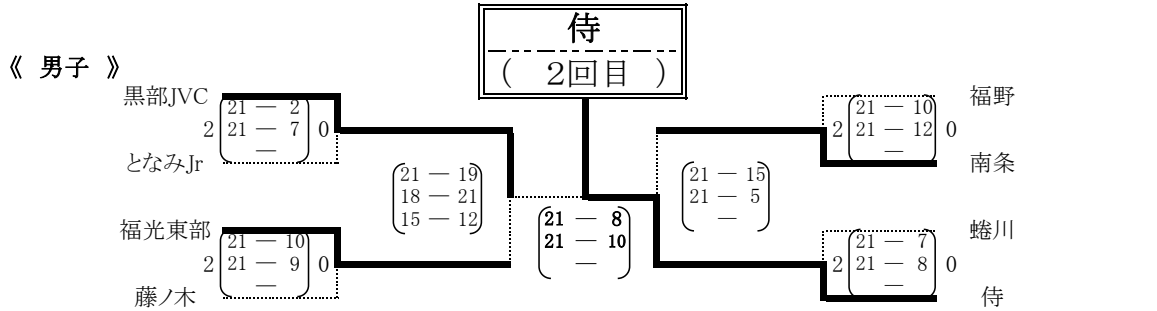 侍
( 2回目 )
《 男子 》
黒部JVC
21 ― 2
2 21 ― 7 0
―
となみJr
21 ― 19
18 ― 21
15 ― 12
福光東部
21 ― 10
2 21 ― 9 0
―
藤ノ木
21 ― 8
21 ― 10
―
福野
21 ― 10
2 21 ― 12 0
―
南条
21 ― 15
21 ― 5
―
蜷川
21 ― 7
2 21 ― 8 0
―
侍